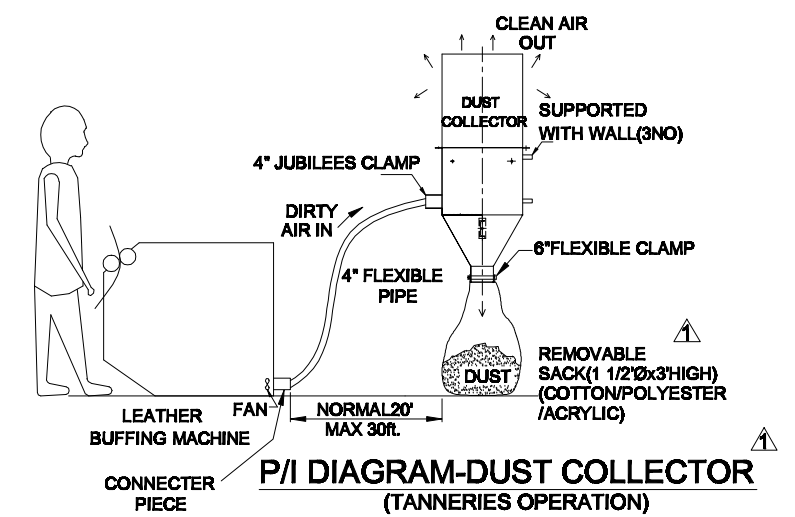 CLEAN AIR
OUT
DUST
COLLECTOR
SUPPORTED
WITH WALL(3NO)
4" JUBILEES CLAMP
DIRTY
AIR IN
6"FLEXIBLE CLAMP
4" FLEXIBLE
PIPE
1
REMOVABLE
SACK(1 1/2'Øx3'HIGH)
(COTTON/POLYESTER
/ACRYLIC)
DUST
FAN
NORMAL20'
MAX 30ft.
LEATHER
BUFFING MACHINE
CONNECTER
PIECE
1
P/I DIAGRAM-DUST COLLECTOR
(TANNERIES OPERATION)